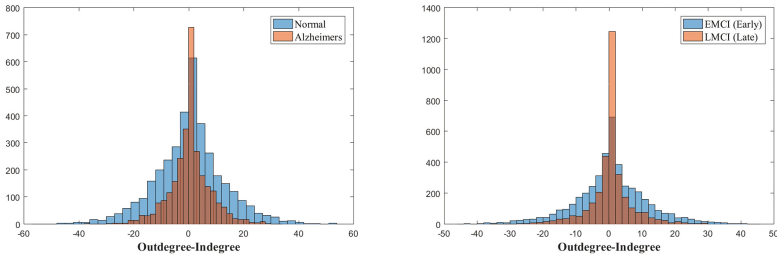 800
700
600
500
400
300
200
100
0
-60 -40 -20 0 20 40 60
Outdegree-Indegree
Normal
Alzheimers
1400
1200
1000
800
600
400
200
0
-50 -40 -30 -20 -10 0 10 20 30 40 50
Outdegree-Indegree
EMCI (Early)
LMCI (Late)